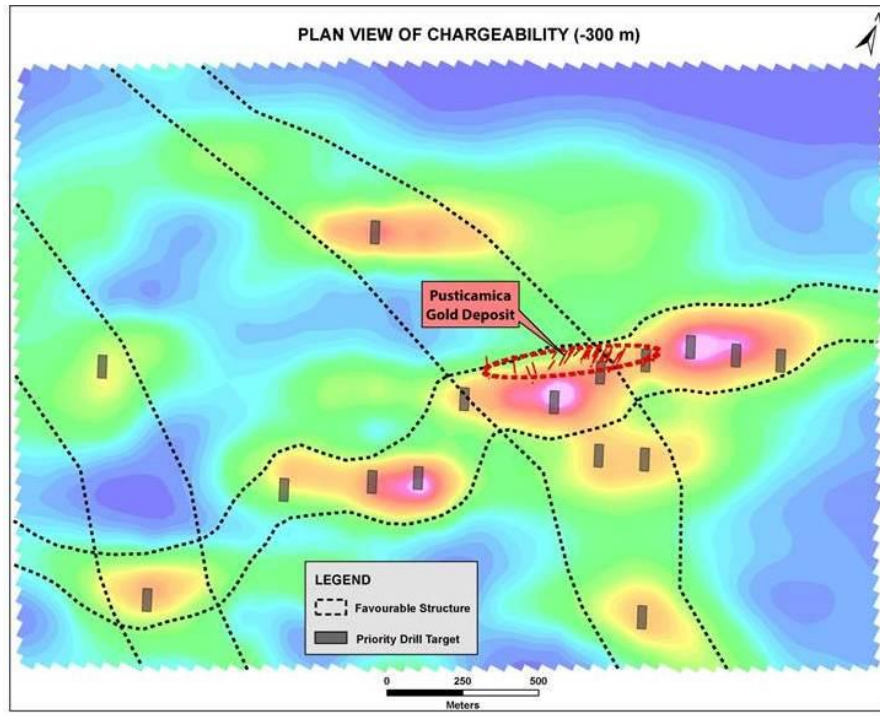 PLAN VIEW OF CHARGEABILITY (-300 m)
Pusticamica
Gold Deposit
LEGEND
Favourable Structure
Priority Drill Target
0 250 500
Meters